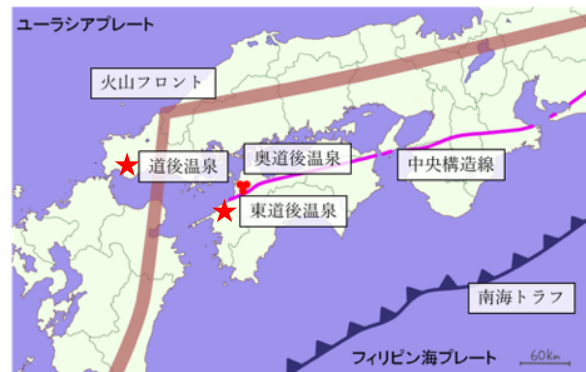 ユーラシアプレート
火山フロント
道後温泉
奥道後温泉
中央構造線
東道後温泉
南海トラフ
フィリピン海プレート
60km